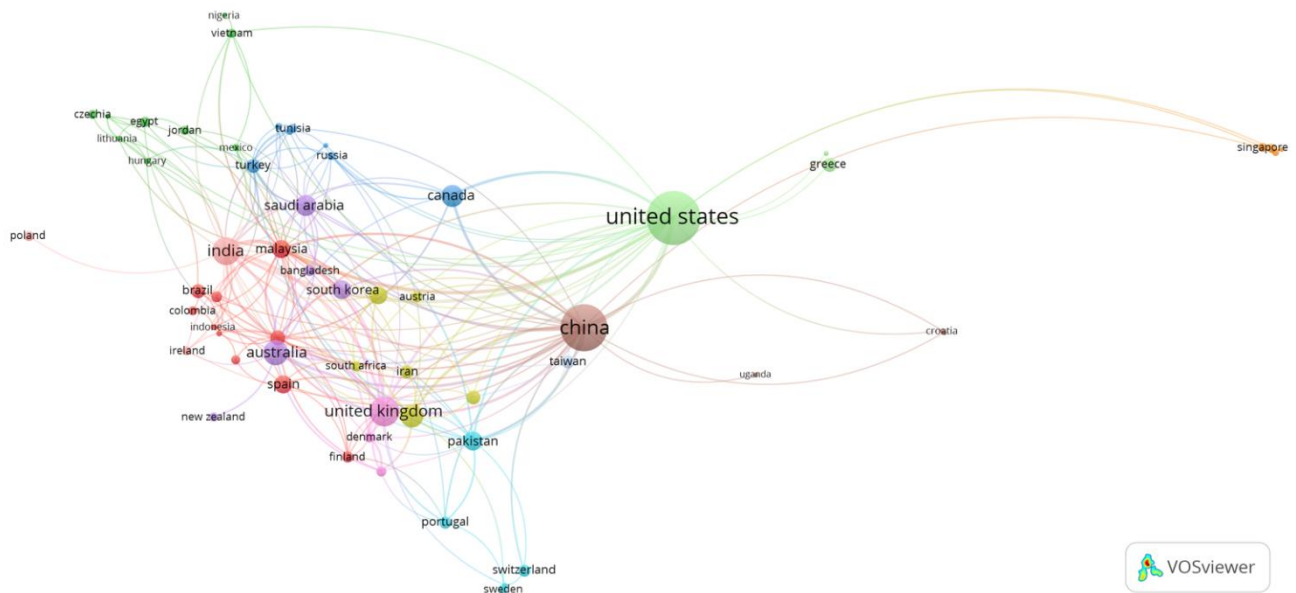 nigeria
vietnam
czechia
egypt
lithuania
jordan
hungary
mexico
turkey
tunisia
russia
canada
saudi arabia
united states
greece
singapore
poland
india
malaysia
bangladesh
south korea
austria
brazil
colombia
indonesia
ireland
china
croatia
australia
taiwan
south africa
iran
uganda
spain
new zealand
united kingdom
denmark
pakistan
finland
portugal
switzerland
sweden
VOSviewer